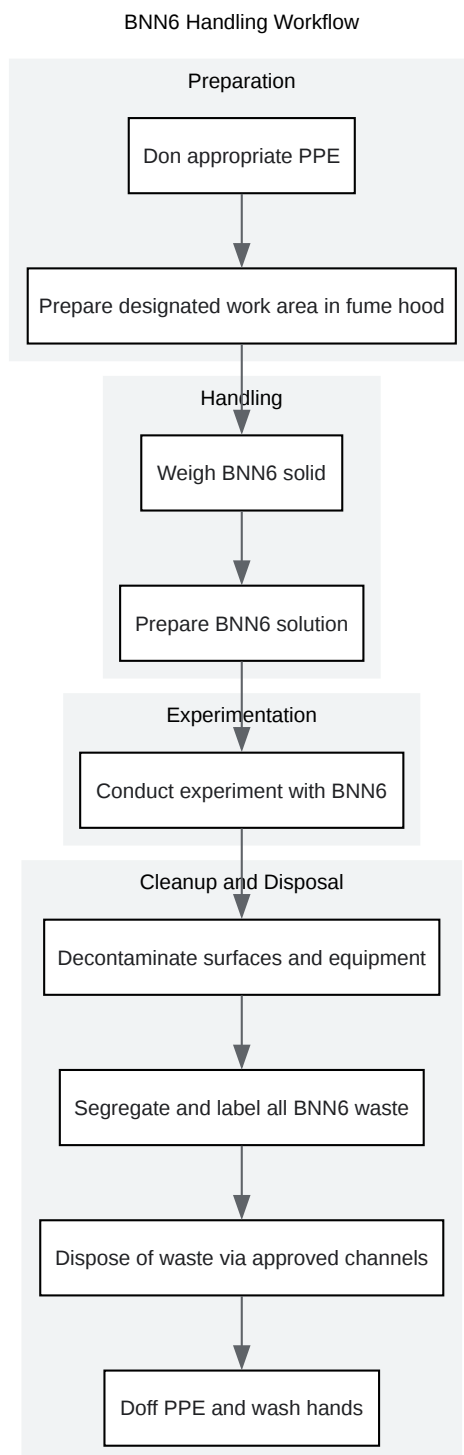 BNN6 Handling Workflow
Preparation
Don appropriate PPE
Prepare designated work area in fume hood
Handling
Weigh BNN6 solid
Prepare BNN6 solution
Experimentation
Conduct experiment with BNN6
Cleanup and Disposal
Decontaminate surfaces and equipment
Segregate and label all BNN6 waste
Dispose of waste via approved channels
Doff PPE and wash hands